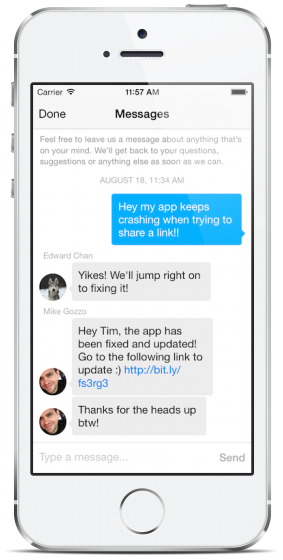 Carrier 11:57 AM
Done Messages
Feel free to leave us a message about anything that's
on your mind. We'll get back to your questions,
suggestions or anything else as soon as we can.
AUGUST 18, 11:34 AM
Hey my app keeps
crashing when trying to
share a link!!
Edward Chan
Yikes! We'll jump right on
to fixing it!
Mike Gozzo
Hey Tim, the app has
been fixed and updated!
Go to the following link to
update :) http://bit.ly/
fs3rg3
Thanks for the heads up
btw!
Type a message... Send